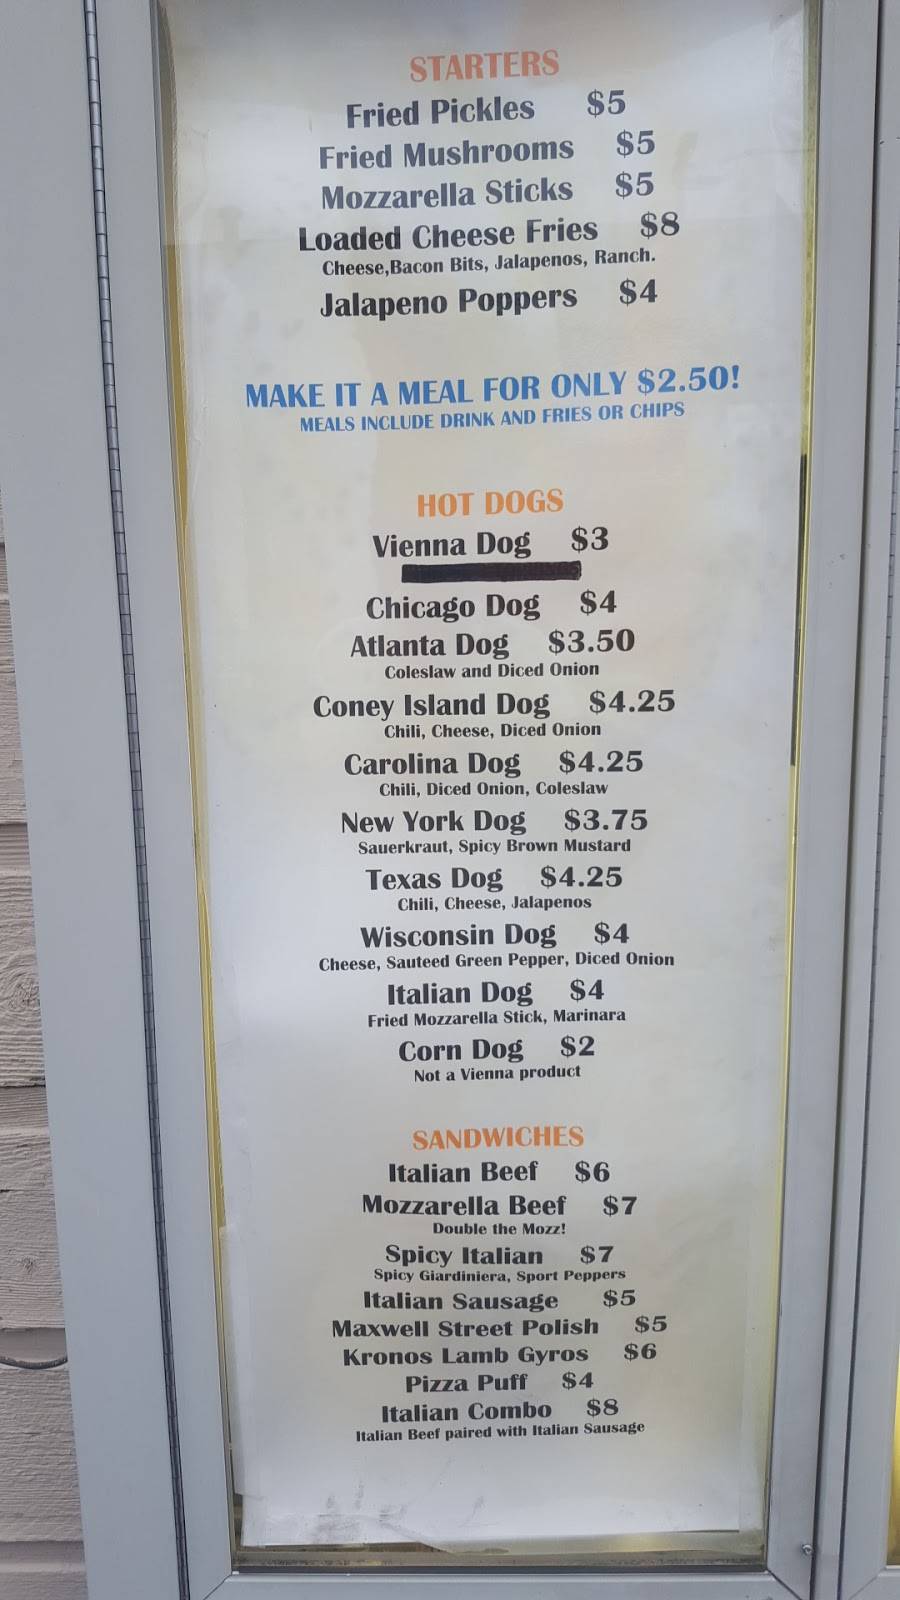 STARTERS
Fried Pickles $5
Fried Mushrooms $5
Mozzarella Sticks $5
Loaded Cheese Fries $8
Cheese,Bacon Bits, Jalapenos, Ranch.
Jalapeno Poppers $4
MAKE IT A MEAL FOR ONLY $2.50!
MEALS INCLUDE DRINK AND FRIES OR CHIPS
HOT DOGS
Vienna Dog $3
Chicago Dog $4
Atlanta Dog $3.50
Coleslaw and Diced Onion
Coney Island Dog $4.25
Chili, Cheese, Diced Onion
Carolina Dog $4.25
Chili, Diced Onion, Coleslaw
New York Dog $3.75
Sauerkraut, Spicy Brown Mustard
Texas Dog $4.25
Chili, Cheese, Jalapenos
Wisconsin Dog $4
Cheese, Sauteed Green Pepper, Diced Onion
Italian Dog $4
Fried Mozzarella Stick, Marinara
Corn Dog $2
Not a Vienna product
SANDWICHES
Italian Beef $6
Mozzarella Beef $7
Double the Mozz!
Spicy Italian $7
Spicy Giardiniera, Sport Peppers
Italian Sausage $5
Maxwell Street Polish $5
Kronos Lamb Gyros $6
Pizza Puff $4
Italian Combo $8
Italian Beef paired with Italian Sausage